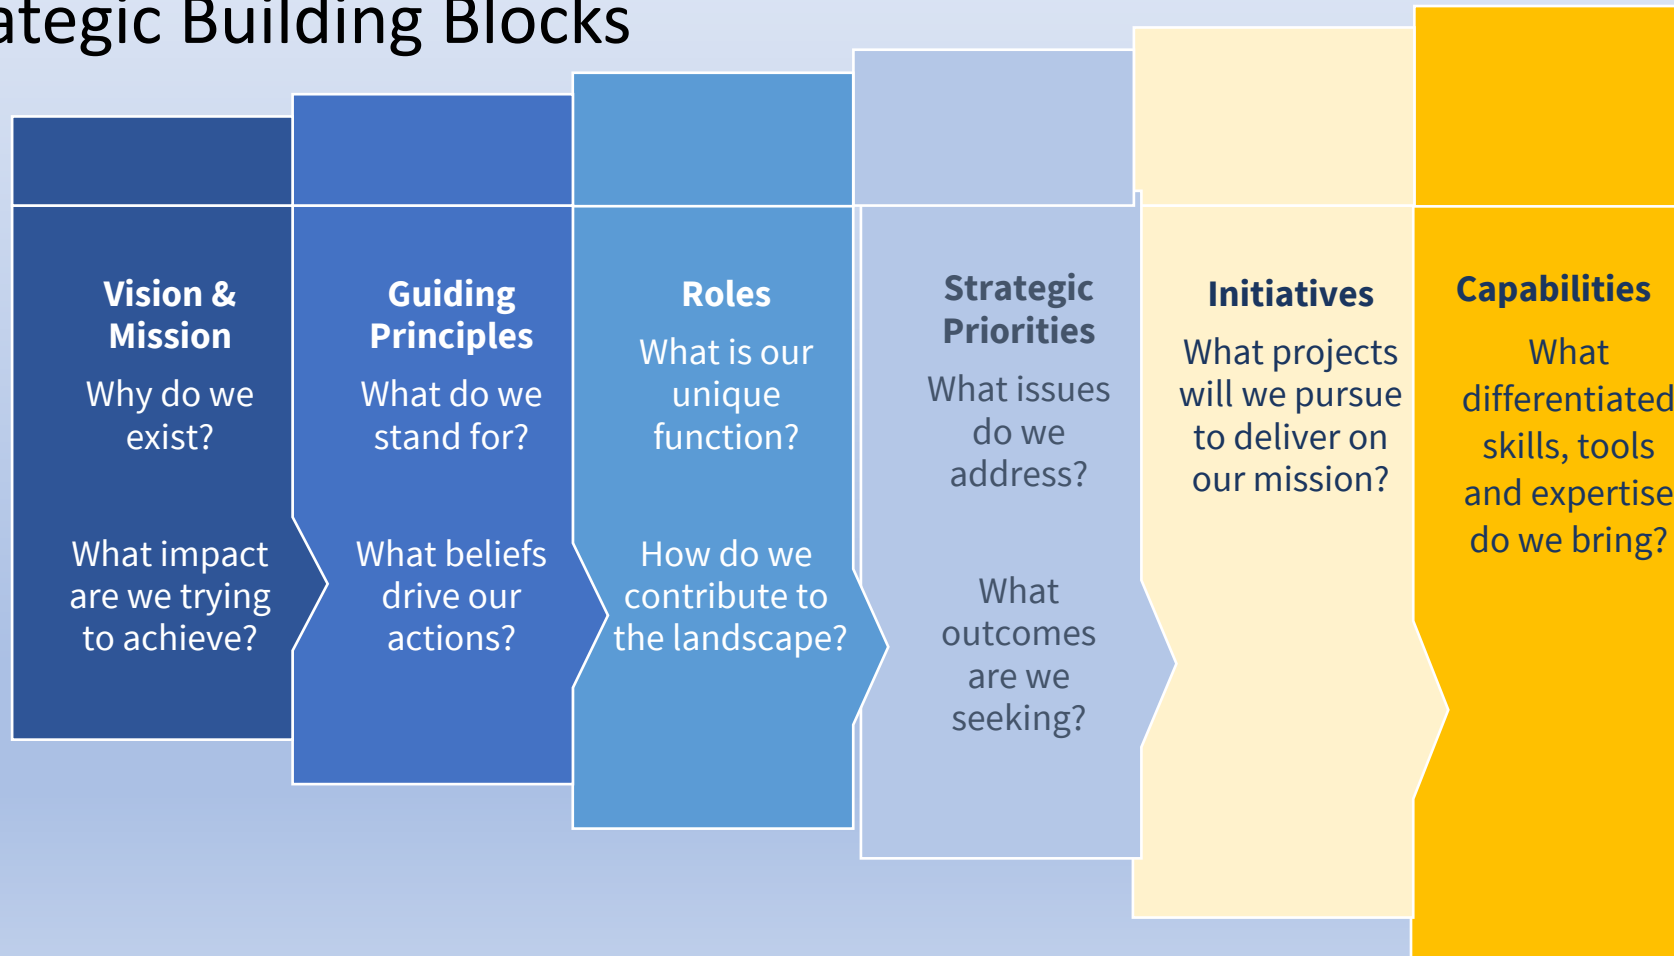 ategic Building Blocks
Vision &
Mission
Why do we
exist?
What impact
are we trying
to achieve?
Guiding
Principles
What do we
stand for?
What beliefs
drive our
actions?
Roles
What is our
unique
function?
How do we
contribute to
the landscape?
Strategic
Priorities
What issues
do we
address?
What
outcomes
are we
seeking?
Initiatives
What projects
will we pursue
to deliver on
our mission?
Capabilities
What
differentiated
skills, tools
and expertise
do we bring?